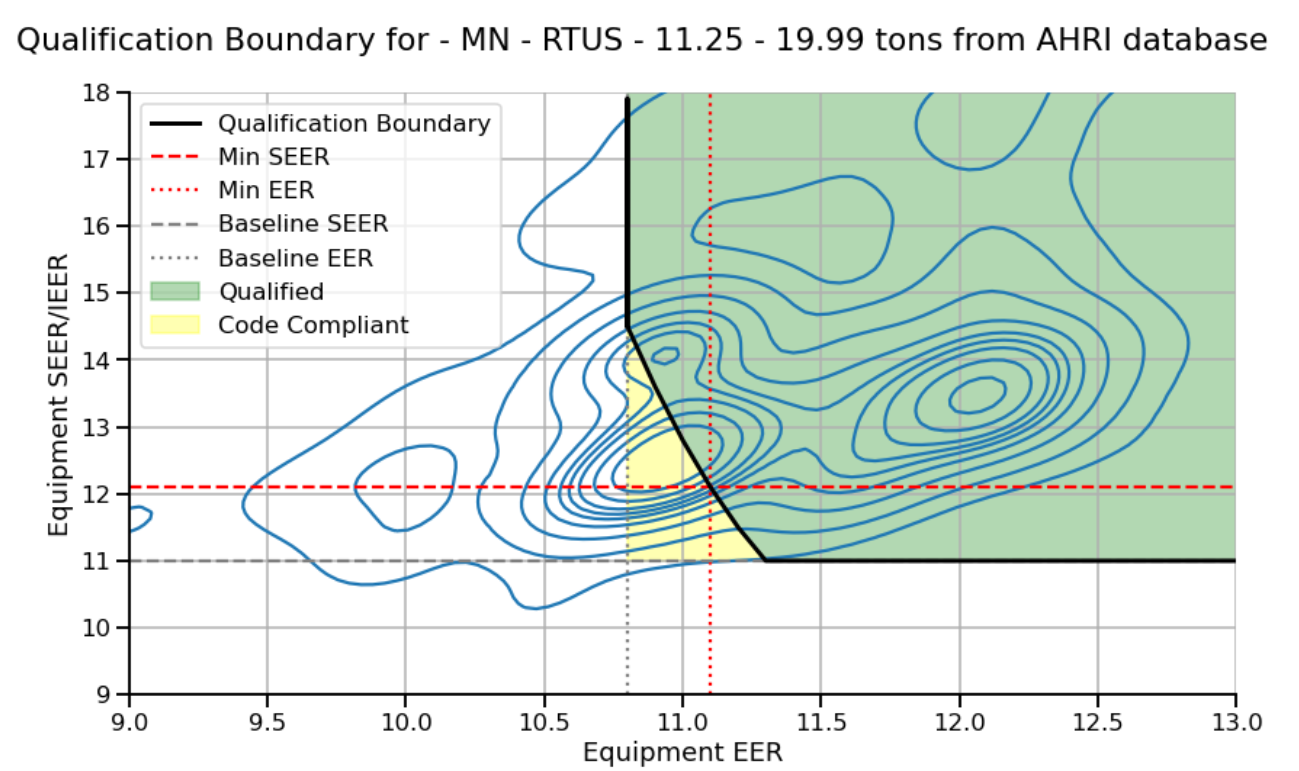 Qualification Boundary for - MN - RTUS - 11.25 - 19.99 tons from AHRI database
18
17
16
15
14
13
12
11
10
9
Equipment SEER/IEER
Qualification Boundary
Min SEER
Min EER
Baseline SEER
Baseline EER
Qualified
Code Compliant
9.0 9.5 10.0 10.5 11.0 11.5 12.0 12.5 13.0
Equipment EER